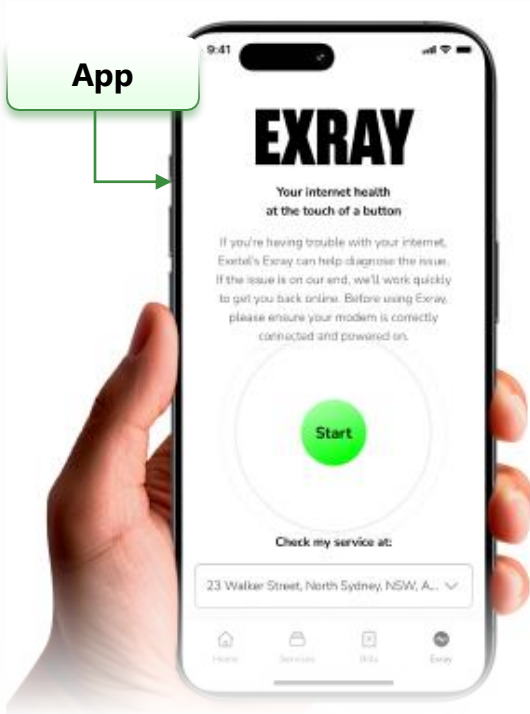 App
9:41
EXRAY
Your internet health
at the touch of a button
If you're having trouble with your internet,
Exetel's Exray can help diagnose the issue.
If the issue is on our end, we'll work quickly
to get you back online. Before using Exray,
please ensure your modem is correctly
connected and powered on.
Start
Check my service at:
23 Walker Street, North Sydney, NSW, A...
Home
Services
Bills
Exray